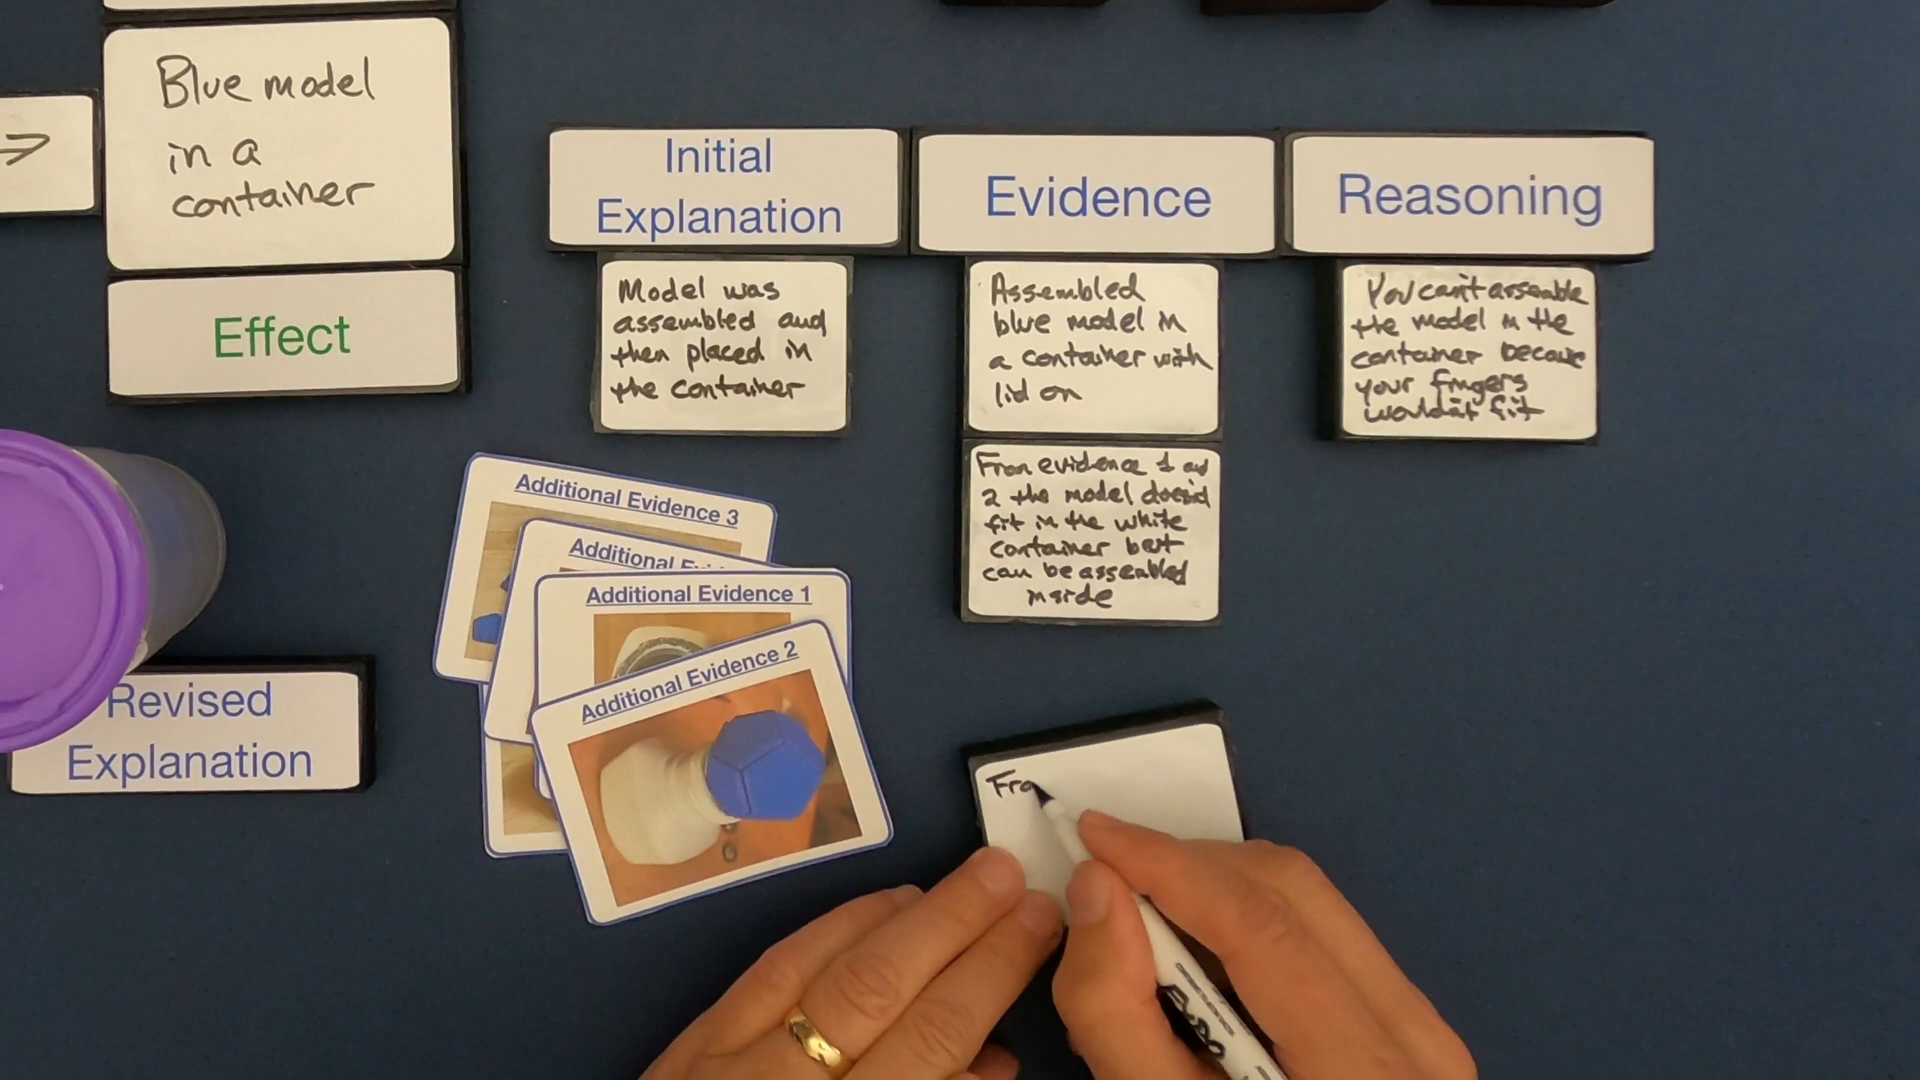 Blue model
in a
container
Effect
Initial
Explanation
Evidence
Reasoning
Model was
assembled and
then placed in
the container
Assembled
blue model in
a container with
lid on
You can't assemble
the model in the
container because
your fingers
wouldn't fit
From evidence 1 and
2 the model doesn't
fit in the white
container but
can be assembled
inside
Additional Evidence 3
Additional
Additional Evidence 1
Additional Evidence 2
Revised
Explanation
Fro
EXPO